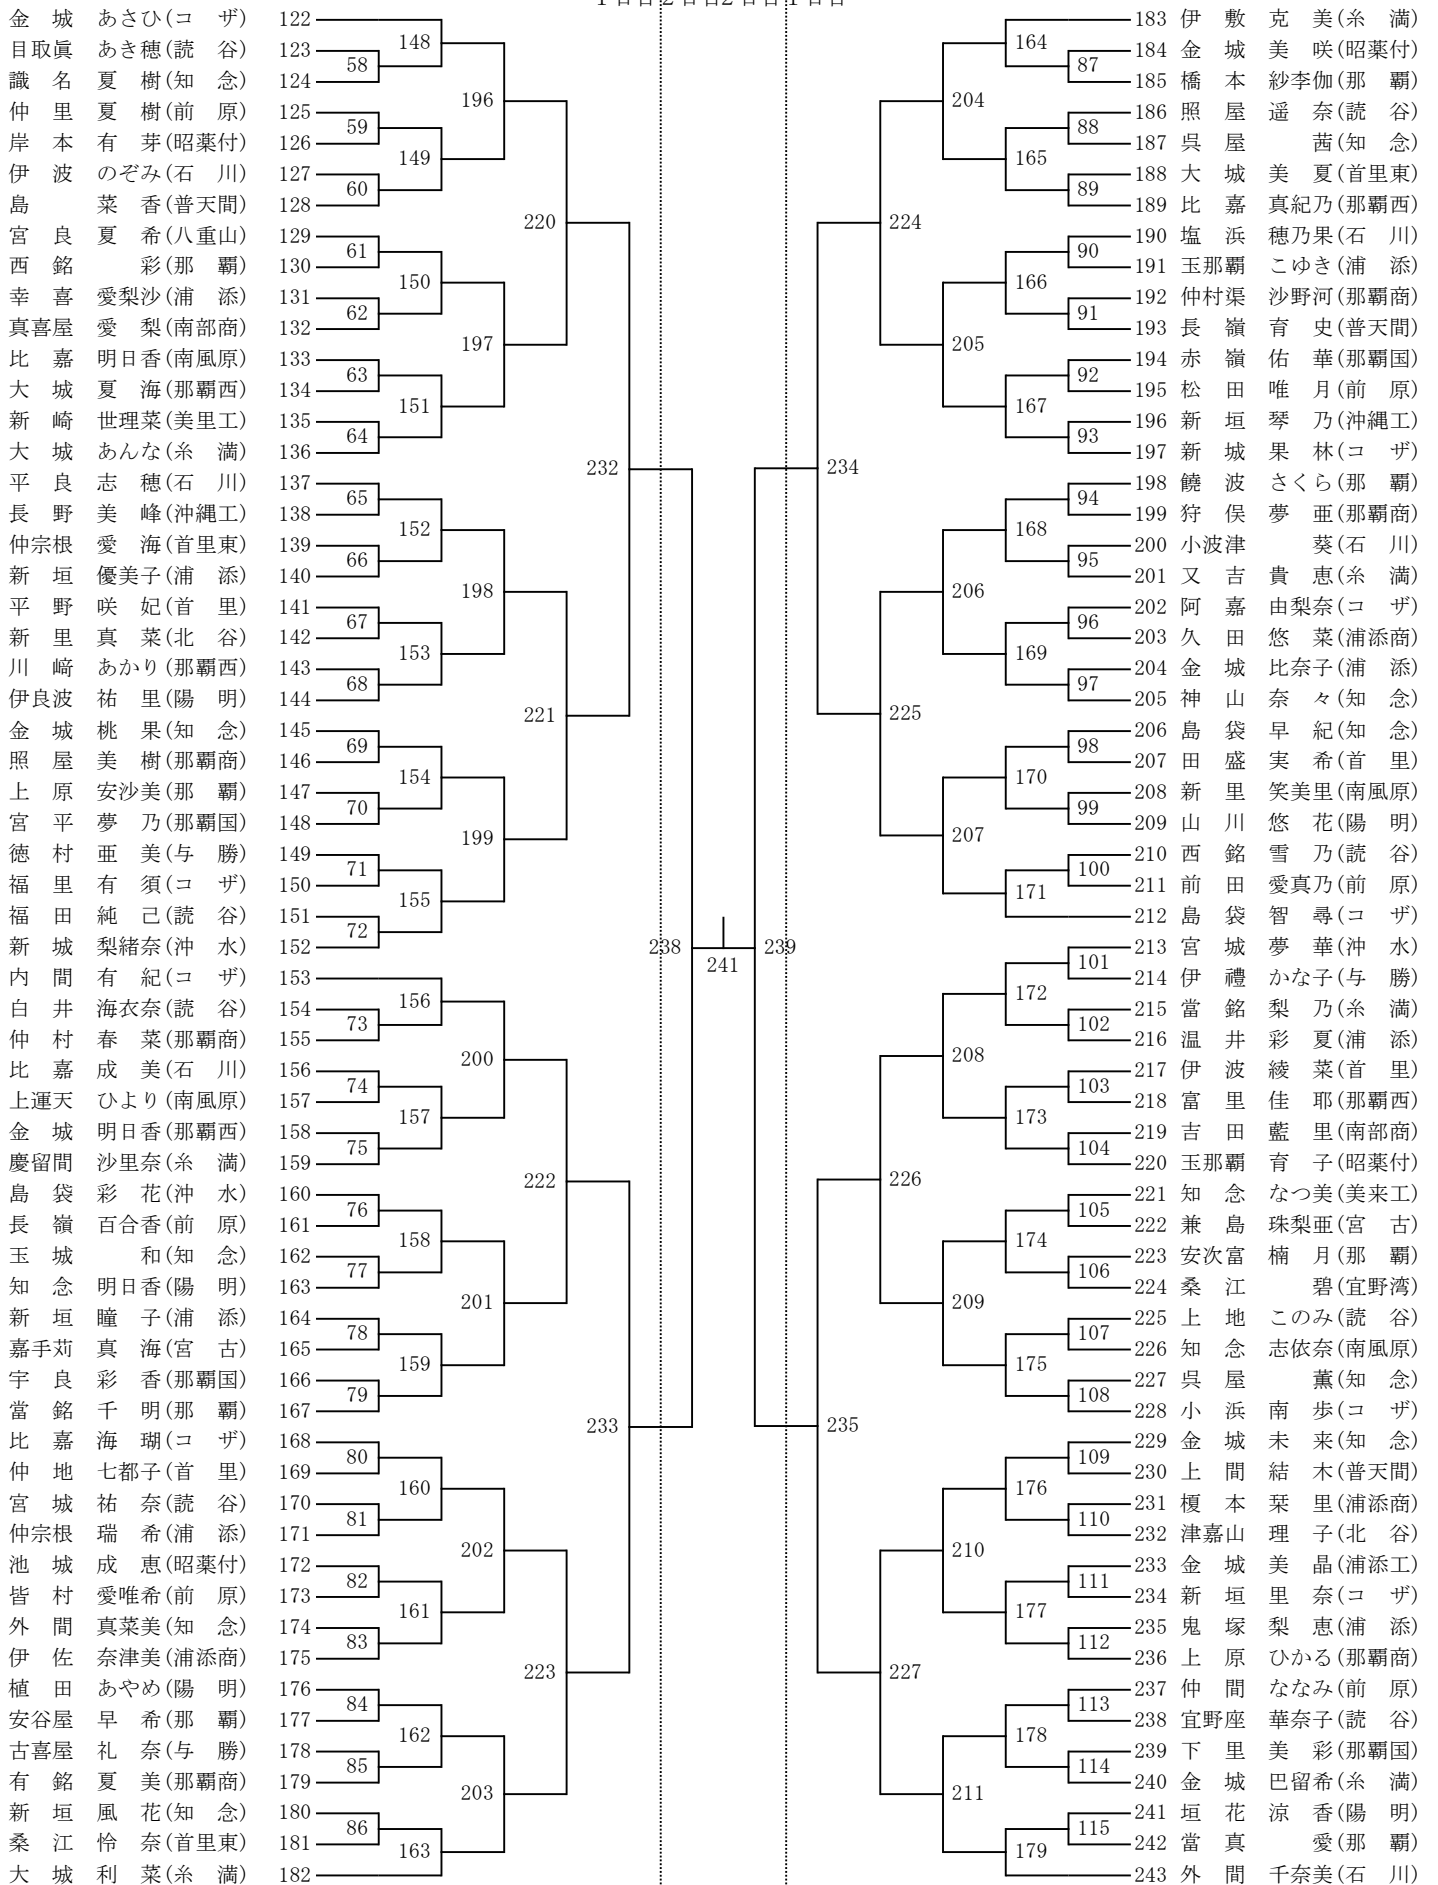 1日目2日目2日目1日目
金　城　あさひ(コ　ザ) 122
目取眞　あき穂(読　谷) 123
識　名　夏　樹(知　念) 124
仲　里　夏　樹(前　原) 125
岸　本　有　芽(昭薬付) 126
伊　波　のぞみ(石　川) 127
島　　　菜　香(普天間) 128
宮　良　夏　希(八重山) 129
西　銘　　　彩(那　覇) 130
幸　喜　愛梨沙(浦　添) 131
真喜屋　愛　梨(南部商) 132
比　嘉　明日香(南風原) 133
大　城　夏　海(那覇西) 134
新　崎　世理菜(美里工) 135
大　城　あんな(糸　満) 136
平　良　志　穂(石　川) 137
長　野　美　峰(沖縄工) 138
仲宗根　愛　海(首里東) 139
新　垣　優美子(浦　添) 140
平　野　咲　妃(首　里) 141
新　里　真　菜(北　谷) 142
川　﨑　あかり(那覇西) 143
伊良波　祐　里(陽　明) 144
金　城　桃　果(知　念) 145
照　屋　美　樹(那覇商) 146
上　原　安沙美(那　覇) 147
宮　平　夢　乃(那覇国) 148
徳　村　亜　美(与　勝) 149
福　里　有　須(コ　ザ) 150
福　田　純　己(読　谷) 151
新　城　梨緒奈(沖　水) 152
内　間　有　紀(コ　ザ) 153
白　井　海衣奈(読　谷) 154
仲　村　春　菜(那覇商) 155
比　嘉　成　美(石　川) 156
上運天　ひより(南風原) 157
金　城　明日香(那覇西) 158
慶留間　沙里奈(糸　満) 159
島　袋　彩　花(沖　水) 160
長　嶺　百合香(前　原) 161
玉　城　　　和(知　念) 162
知　念　明日香(陽　明) 163
新　垣　瞳　子(浦　添) 164
嘉手苅　真　海(宮　古) 165
宇　良　彩　香(那覇国) 166
當　銘　千　明(那　覇) 167
比　嘉　海　瑚(コ　ザ) 168
仲　地　七都子(首　里) 169
宮　城　祐　奈(読　谷) 170
仲宗根　瑞　希(浦　添) 171
池　城　成　恵(昭薬付) 172
皆　村　愛唯希(前　原) 173
外　間　真菜美(知　念) 174
伊　佐　奈津美(浦添商) 175
植　田　あやめ(陽　明) 176
安谷屋　早　希(那　覇) 177
古喜屋　礼　奈(与　勝) 178
有　銘　夏　美(那覇商) 179
新　垣　風　花(知　念) 180
桑　江　怜　奈(首里東) 181
大　城　利　菜(糸　満) 182
58
59
60
61
62
63
64
65
66
67
68
69
70
71
72
73
74
75
76
77
78
79
80
81
82
83
84
85
86
148
149
150
151
152
153
154
155
156
157
158
159
160
161
162
163
196
197
198
199
200
201
202
203
220
221
222
223
232
233
238
241
239
234
235
224
225
226
227
204
205
206
207
208
209
210
211
164
165
166
167
168
169
170
171
172
173
174
175
176
177
178
179
87
88
89
90
91
92
93
94
95
96
97
98
99
100
101
102
103
104
105
106
107
108
109
110
111
112
113
114
115
183 伊　敷　克　美(糸　満)
184 金　城　美　咲(昭薬付)
185 橋　本　紗李伽(那　覇)
186 照　屋　遥　奈(読　谷)
187 呉　屋　　　茜(知　念)
188 大　城　美　夏(首里東)
189 比　嘉　真紀乃(那覇西)
190 塩　浜　穂乃果(石　川)
191 玉那覇　こゆき(浦　添)
192 仲村渠　沙野河(那覇商)
193 長　嶺　育　史(普天間)
194 赤　嶺　佑　華(那覇国)
195 松　田　唯　月(前　原)
196 新　垣　琴　乃(沖縄工)
197 新　城　果　林(コ　ザ)
198 饒　波　さくら(那　覇)
199 狩　俣　夢　亜(那覇商)
200 小波津　　　葵(石　川)
201 又　吉　貴　恵(糸　満)
202 阿　嘉　由梨奈(コ　ザ)
203 久　田　悠　菜(浦添商)
204 金　城　比奈子(浦　添)
205 神　山　奈　々(知　念)
206 島　袋　早　紀(知　念)
207 田　盛　実　希(首　里)
208 新　里　笑美里(南風原)
209 山　川　悠　花(陽　明)
210 西　銘　雪　乃(読　谷)
211 前　田　愛真乃(前　原)
212 島　袋　智　尋(コ　ザ)
213 宮　城　夢　華(沖　水)
214 伊　禮　かな子(与　勝)
215 當　銘　梨　乃(糸　満)
216 温　井　彩　夏(浦　添)
217 伊　波　綾　菜(首　里)
218 富　里　佳　耶(那覇西)
219 吉　田　藍　里(南部商)
220 玉那覇　育　子(昭薬付)
221 知　念　なつ美(美来工)
222 兼　島　珠梨亜(宮　古)
223 安次富　楠　月(那　覇)
224 桑　江　　　碧(宜野湾)
225 上　地　このみ(読　谷)
226 知　念　志依奈(南風原)
227 呉　屋　　　薫(知　念)
228 小　浜　南　歩(コ　ザ)
229 金　城　未　来(知　念)
230 上　間　結　木(普天間)
231 榎　本　栞　里(浦添商)
232 津嘉山　理　子(北　谷)
233 金　城　美　晶(浦添工)
234 新　垣　里　奈(コ　ザ)
235 鬼　塚　梨　恵(浦　添)
236 上　原　ひかる(那覇商)
237 仲　間　ななみ(前　原)
238 宜野座　華奈子(読　谷)
239 下　里　美　彩(那覇国)
240 金　城　巴留希(糸　満)
241 垣　花　涼　香(陽　明)
242 當　真　　　愛(那　覇)
243 外　間　千奈美(石　川)